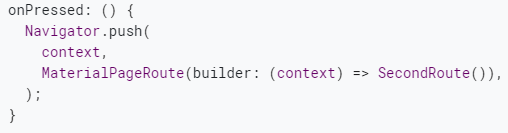 onPressed: () {
  Navigator.push(
    context,
    MaterialPageRoute(builder: (context) => SecondRoute()),
  );
}